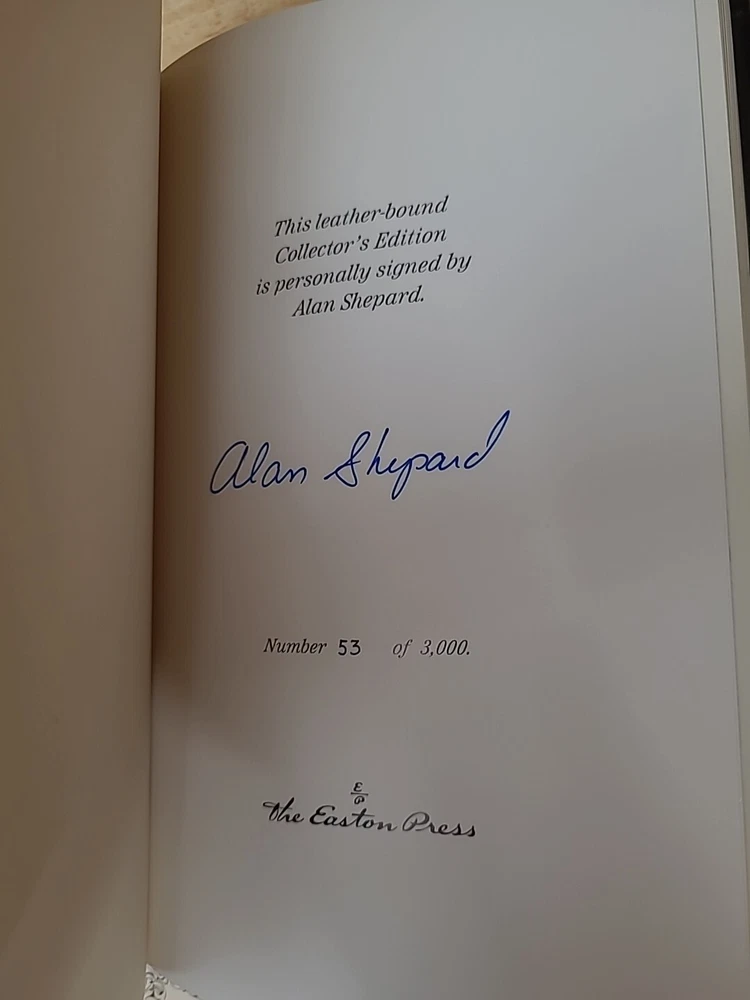 This leather-bound
Collector's Edition
is personally signed by
Alan Shepard.
Alan Shepard
Number 53 of 3,000.
E
P
The Easton Press